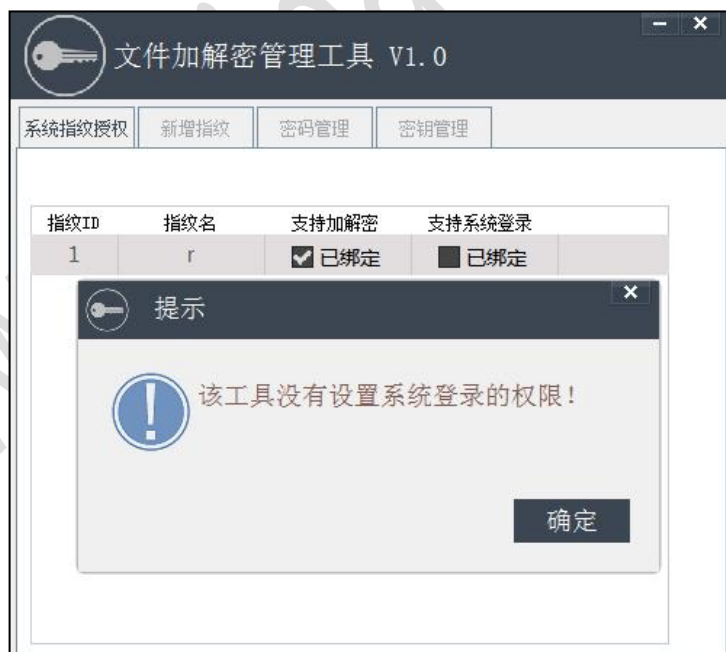 文件加解密管理工具 V1.0
系统指纹授权 新增指纹 密码管理 密钥管理
指纹ID 指纹名 支持加解密 支持系统登录
1 r 已绑定 已绑定
提示
该工具没有设置系统登录的权限！
确定